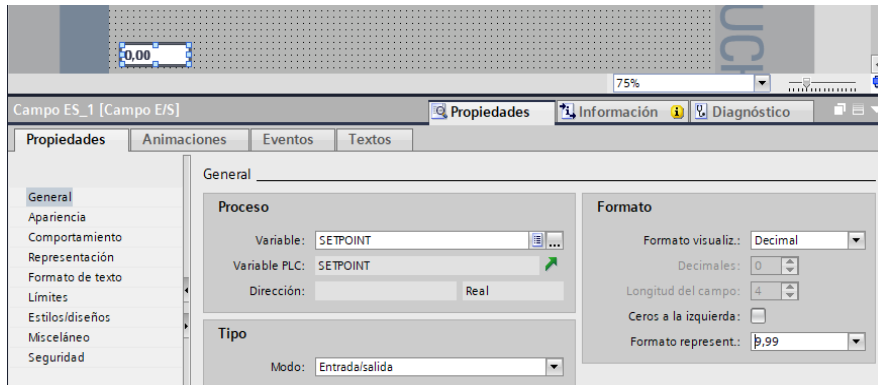 UCH
0,00
75%
Campo ES_1 [Campo E/S]
Propiedades
Información
Diagnóstico
Propiedades
Animaciones
Eventos
Textos
General
General
Apariencia
Comportamiento
Representación
Formato de texto
Límites
Estilos/diseños
Misceláneo
Seguridad
Proceso
Variable: SETPOINT
Variable PLC: SETPOINT
Dirección: Real
Tipo
Modo: Entrada/salida
Formato
Formato visualiz.: Decimal
Decimales: 0
Longitud del campo: 4
Ceros a la izquierda:
Formato represent.: 9,99